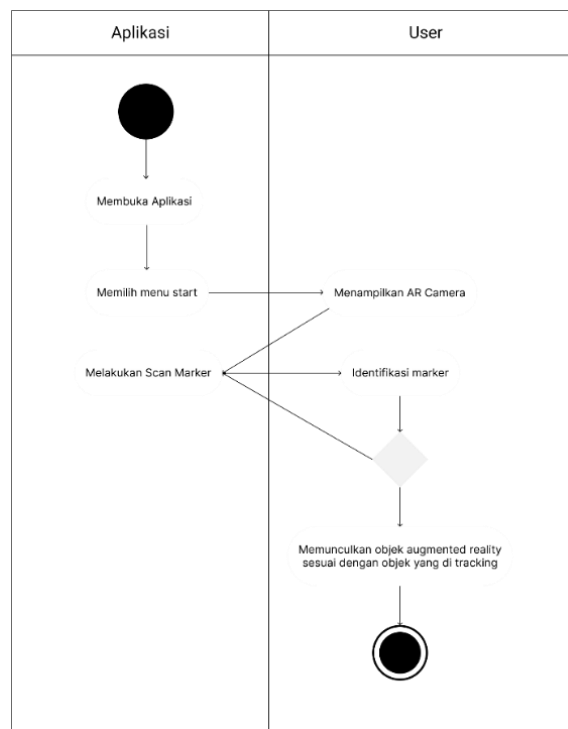 Aplikasi
User
Membuka Aplikasi
Memilih menu start
Menampilkan AR Camera
Melakukan Scan Marker
Identifikasi marker
Memunculkan objek augmented reality
sesuai dengan objek yang di tracking